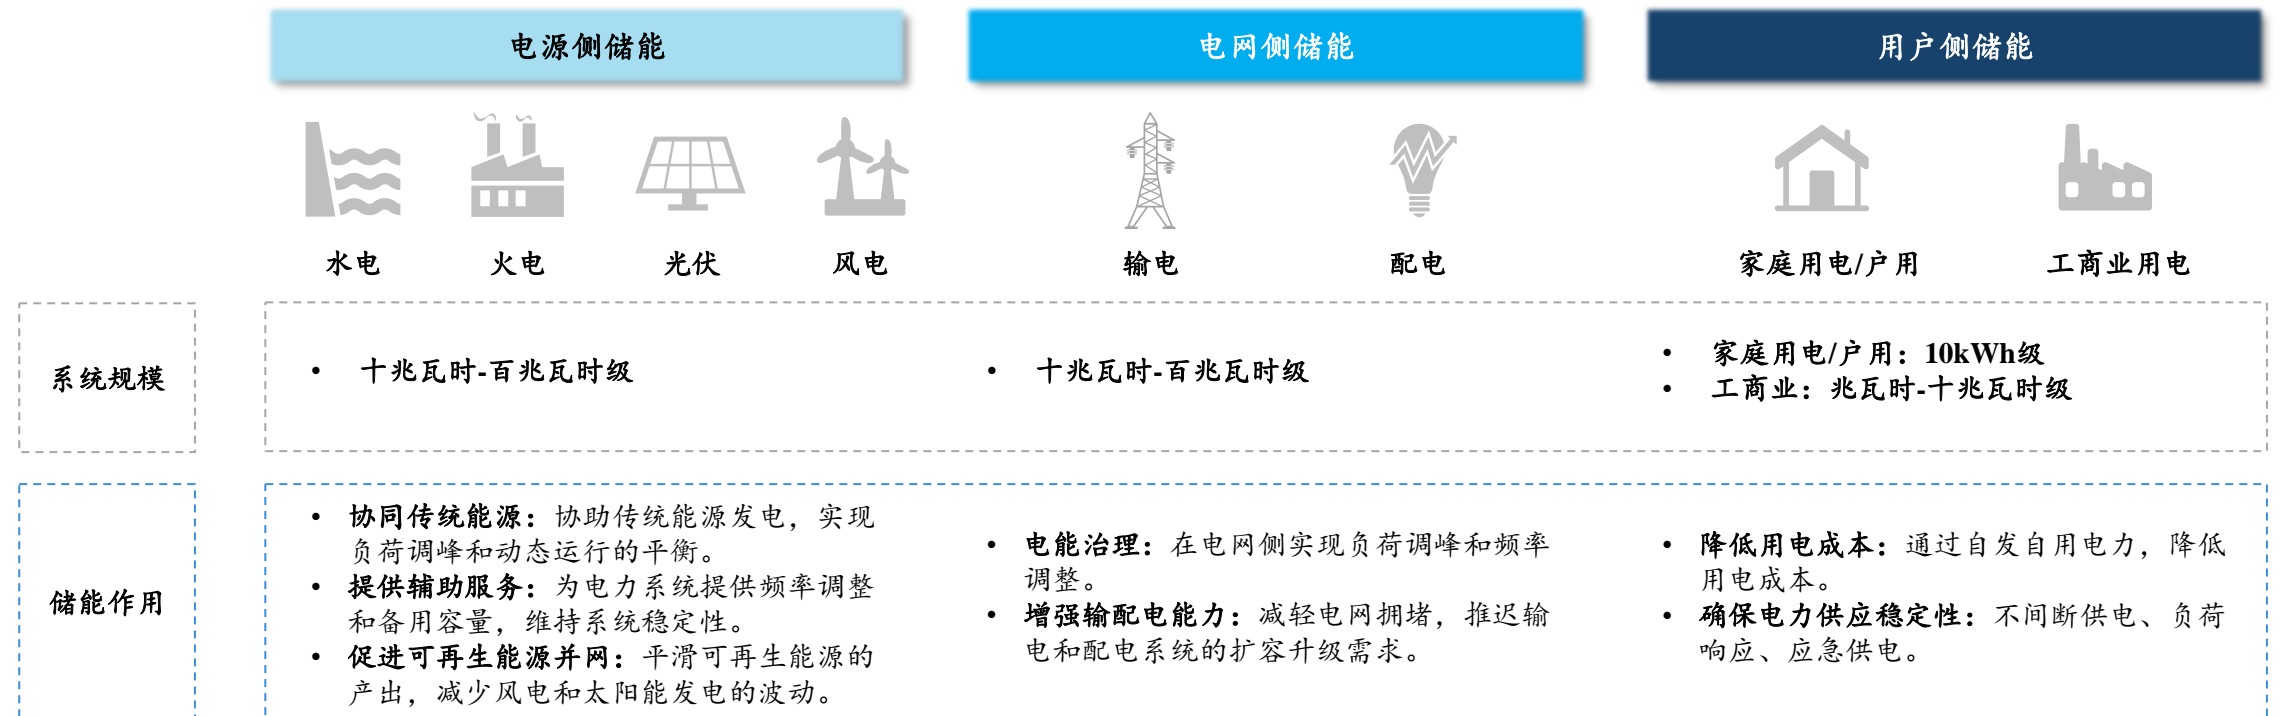 电源侧储能
电网侧储能
用户侧储能
水电
火电
光伏
风电
输电
配电
家庭用电/户用
工商业用电
系统规模
• 十兆瓦时-百兆瓦时级
• 十兆瓦时-百兆瓦时级
• 家庭用电/户用：10kWh级
• 工商业：兆瓦时-十兆瓦时级
储能作用
• 协同传统能源：协助传统能源发电，实现
负荷调峰和动态运行的平衡。
• 提供辅助服务：为电力系统提供频率调整
和备用容量，维持系统稳定性。
• 促进可再生能源并网：平滑可再生能源的
产出，减少风电和太阳能发电的波动。
• 电能治理：在电网侧实现负荷调峰和频率
调整。
• 增强输配电能力：减轻电网拥堵，推迟输
电和配电系统的扩容升级需求。
• 降低用电成本：通过自发自用电力，降低
用电成本。
• 确保电力供应稳定性：不间断供电、负荷
响应、应急供电。